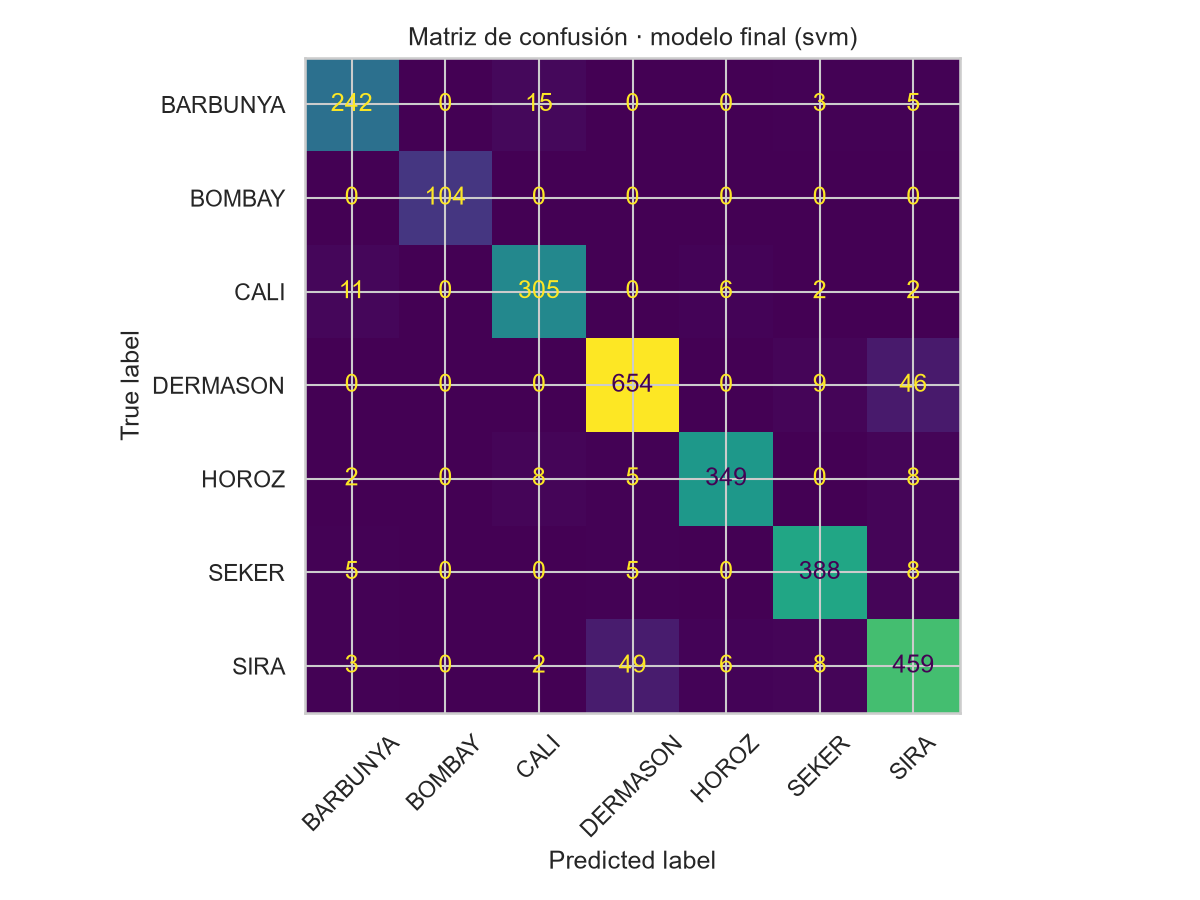 Matriz de confusión · modelo final (svm)
True label
BARBUNYA 242 0 15 0 0 3 5
BOMBAY 0 104 0 0 0 0 0
CALI 11 0 305 0 6 2 2
DERMASON 0 0 0 654 0 9 46
HOROZ 2 0 8 5 349 0 8
SEKER 5 0 0 5 0 388 8
SIRA 3 0 2 49 6 8 459
BARBUNYA BOMBAY CALI DERMASON HOROZ SEKER SIRA
Predicted label